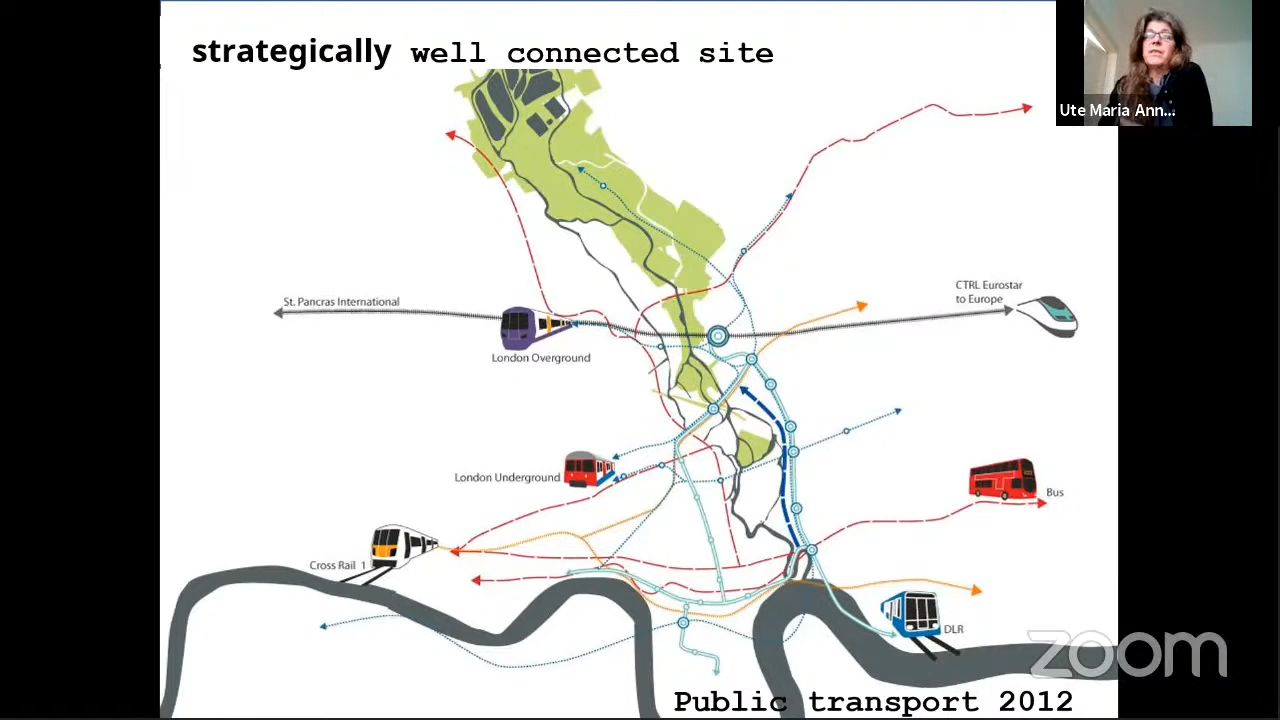 strategically well connected site
Ute Maria Ann...
CTRL Eurostar
to Europe
St. Pancras International
London Overground
London Underground
Bus
Cross Rail 1
DLR
zoom
Public transport 2012